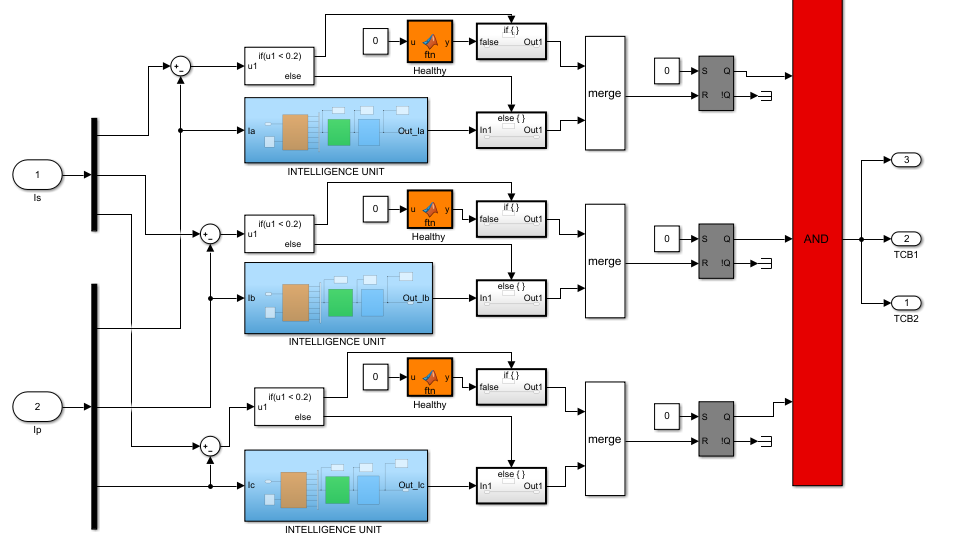 if { }
if(u1 < 0.2)
u1
else
0
u
y
ftn
Healthy
false
Out1
merge
0
S
Q
R
!Q
+
−
else { }
In1
Out1
Ia
Out_Ia
INTELLIGENCE UNIT
1
Is
if { }
if(u1 < 0.2)
u1
else
0
u
y
ftn
Healthy
false
Out1
merge
0
S
Q
R
!Q
+
−
else { }
In1
Out1
Ib
Out_Ib
INTELLIGENCE UNIT
AND
3
2
TCB1
1
TCB2
2
Ip
if { }
if(u1 < 0.2)
u1
else
0
u
y
ftn
Healthy
false
Out1
merge
0
S
Q
R
!Q
+
−
else { }
In1
Out1
Ic
Out_Ic
INTELLIGENCE UNIT